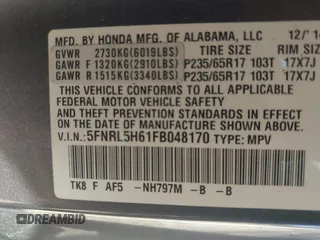 MFD. BY HONDA MFG. OF ALABAMA, LLC 12/'14
GVWR 2730KG(6019LBS) RIM SIZE
GAWR F 1320KG(2910LBS) P235/65R17 103T 17X7J
GAWR R 1515KG(3340LBS) P235/65R17 103T 17X7J
THIS VEHICLE CONFORMS TO ALL APPLICABLE
FEDERAL MOTOR VEHICLE SAFETY AND
THEFT PREVENTION STANDARDS IN EFFECT
ON THE DATE OF MANUFACTURE SHOWN ABOVE.
V.I.N: 5FNRL5H61FB048170 TYPE: MPV
TK8 F AF5 -NH797M -B -B
DREAMBID